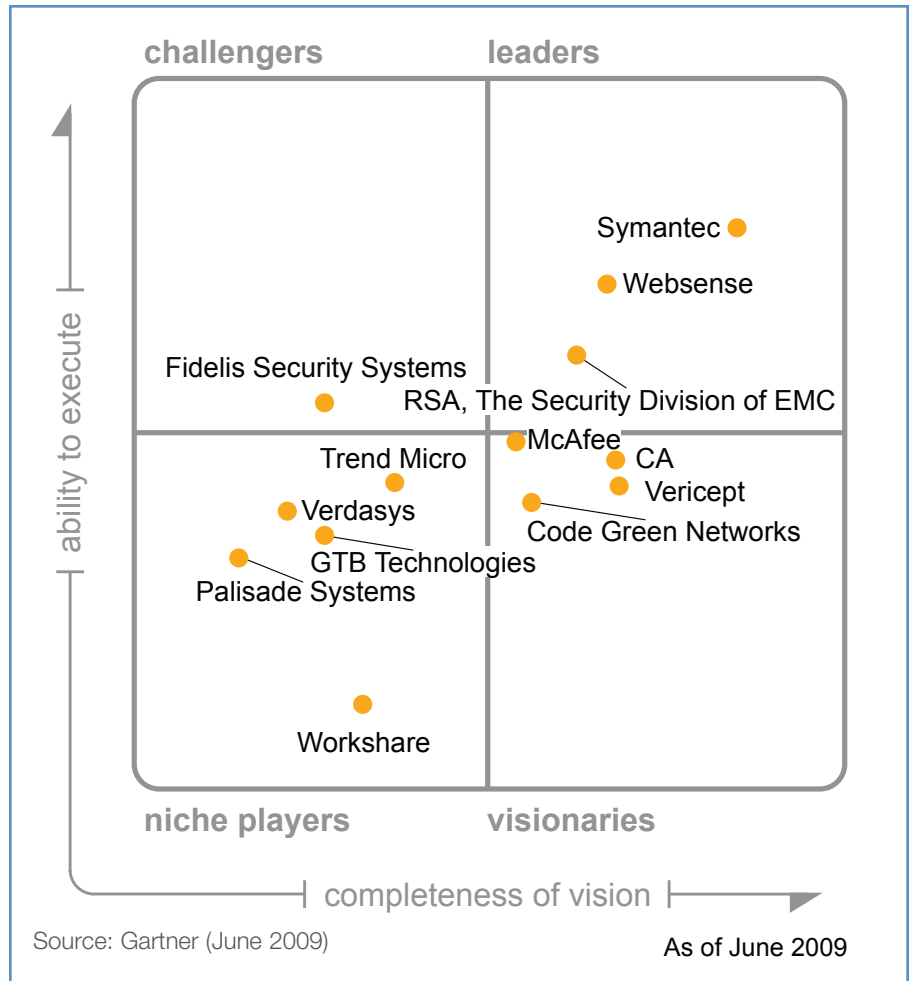 challengers
leaders
Symantec
Websense
Fidelis Security Systems
RSA, The Security Division of EMC
McAfee
Trend Micro
CA
Vericept
Verdasys
Code Green Networks
GTB Technologies
Palisade Systems
Workshare
ability to execute
niche players
visionaries
completeness of vision
Source: Gartner (June 2009)
As of June 2009